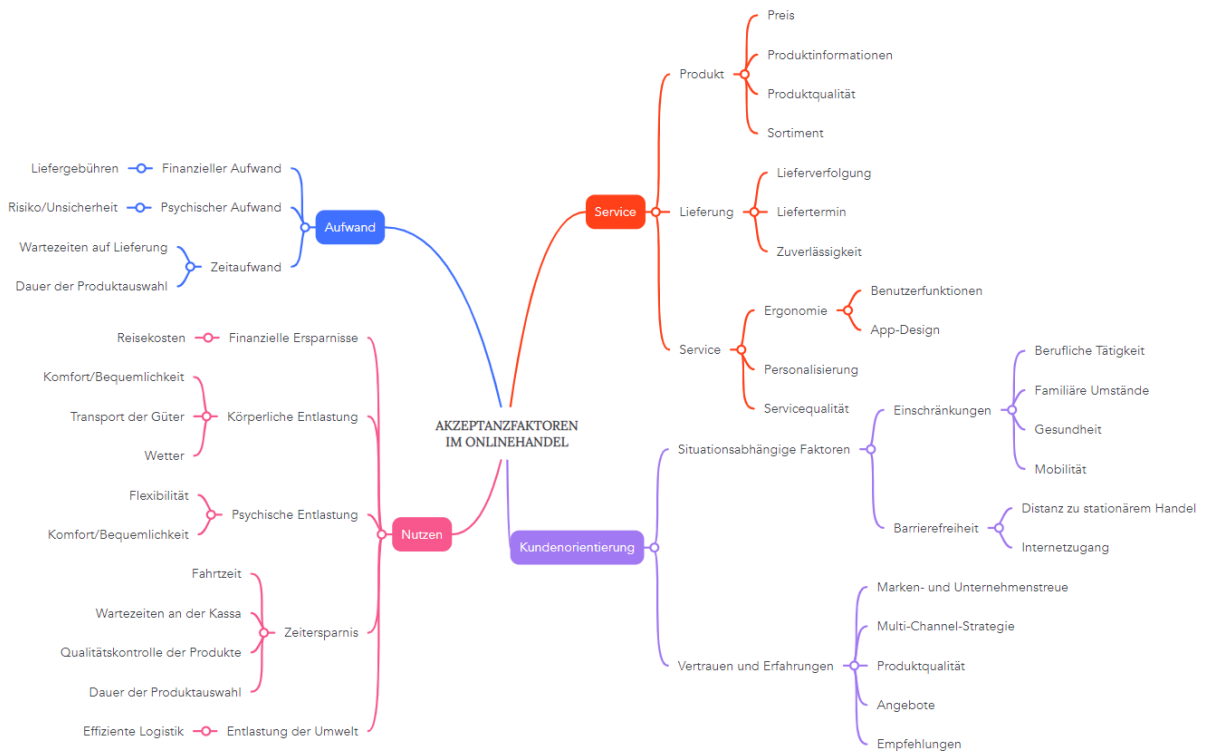 AKZEPTANZFAKTOREN
IM ONLINEHANDEL
Aufwand
Finanzieller Aufwand
Liefergebühren
Psychischer Aufwand
Risiko/Unsicherheit
Zeitaufwand
Wartezeiten auf Lieferung
Dauer der Produktauswahl
Nutzen
Finanzielle Ersparnisse
Reisekosten
Körperliche Entlastung
Komfort/Bequemlichkeit
Transport der Güter
Wetter
Psychische Entlastung
Flexibilität
Komfort/Bequemlichkeit
Zeitersparnis
Fahrtzeit
Wartezeiten an der Kassa
Qualitätskontrolle der Produkte
Dauer der Produktauswahl
Entlastung der Umwelt
Effiziente Logistik
Service
Produkt
Preis
Produktinformationen
Produktqualität
Sortiment
Lieferung
Lieferverfolgung
Liefertermin
Zuverlässigkeit
Service
Ergonomie
Benutzerfunktionen
App-Design
Personalisierung
Servicequalität
Kundenorientierung
Situationsabhängige Faktoren
Einschränkungen
Berufliche Tätigkeit
Familiäre Umstände
Gesundheit
Mobilität
Barrierefreiheit
Distanz zu stationärem Handel
Internetzugang
Vertrauen und Erfahrungen
Marken- und Unternehmenstreue
Multi-Channel-Strategie
Produktqualität
Angebote
Empfehlungen